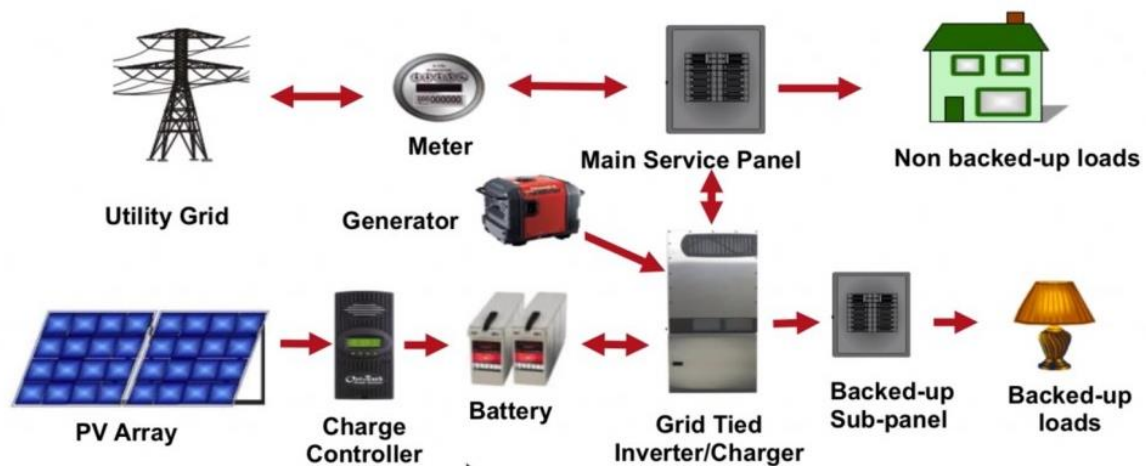 Meter
Main Service Panel
Non backed-up loads
Utility Grid
Generator
PV Array
Charge
Controller
Battery
Grid Tied
Inverter/Charger
Backed-up
Sub-panel
Backed-up
loads